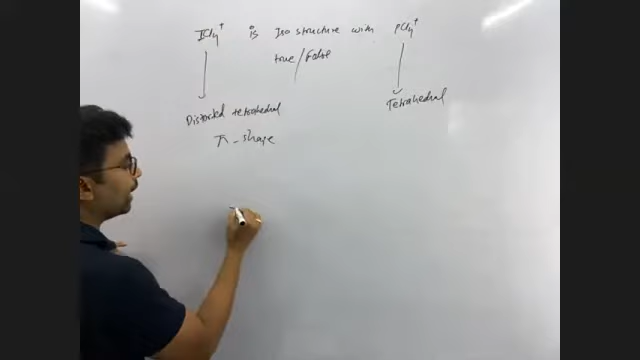 ICl4+ is Iso structure with PCl4+
true/False
Distorted tetrahedral
Tetrahedral
π - shape